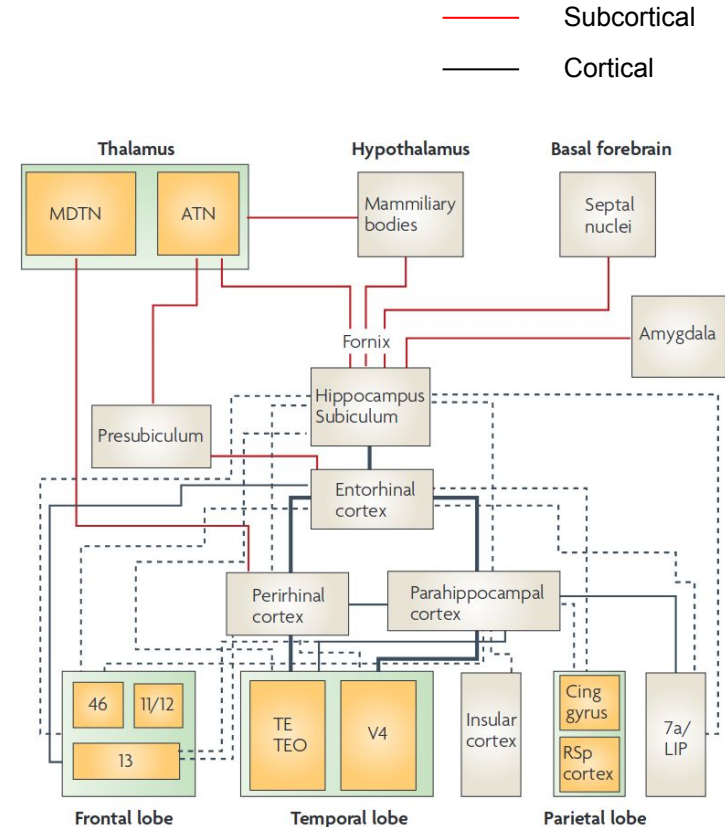 Subcortical
Cortical
Thalamus
Hypothalamus
Basal forebrain
MDTN
ATN
Mammiliary
bodies
Septal
nuclei
Amygdala
Fornix
Hippocampus
Subiculum
Presubiculum
Entorhinal
cortex
Perirhinal
cortex
Parahippocampal
cortex
46
11/12
13
TE
TEO
V4
Insular
cortex
Cing
gyrus
RSp
cortex
7a/
LIP
Frontal lobe
Temporal lobe
Parietal lobe